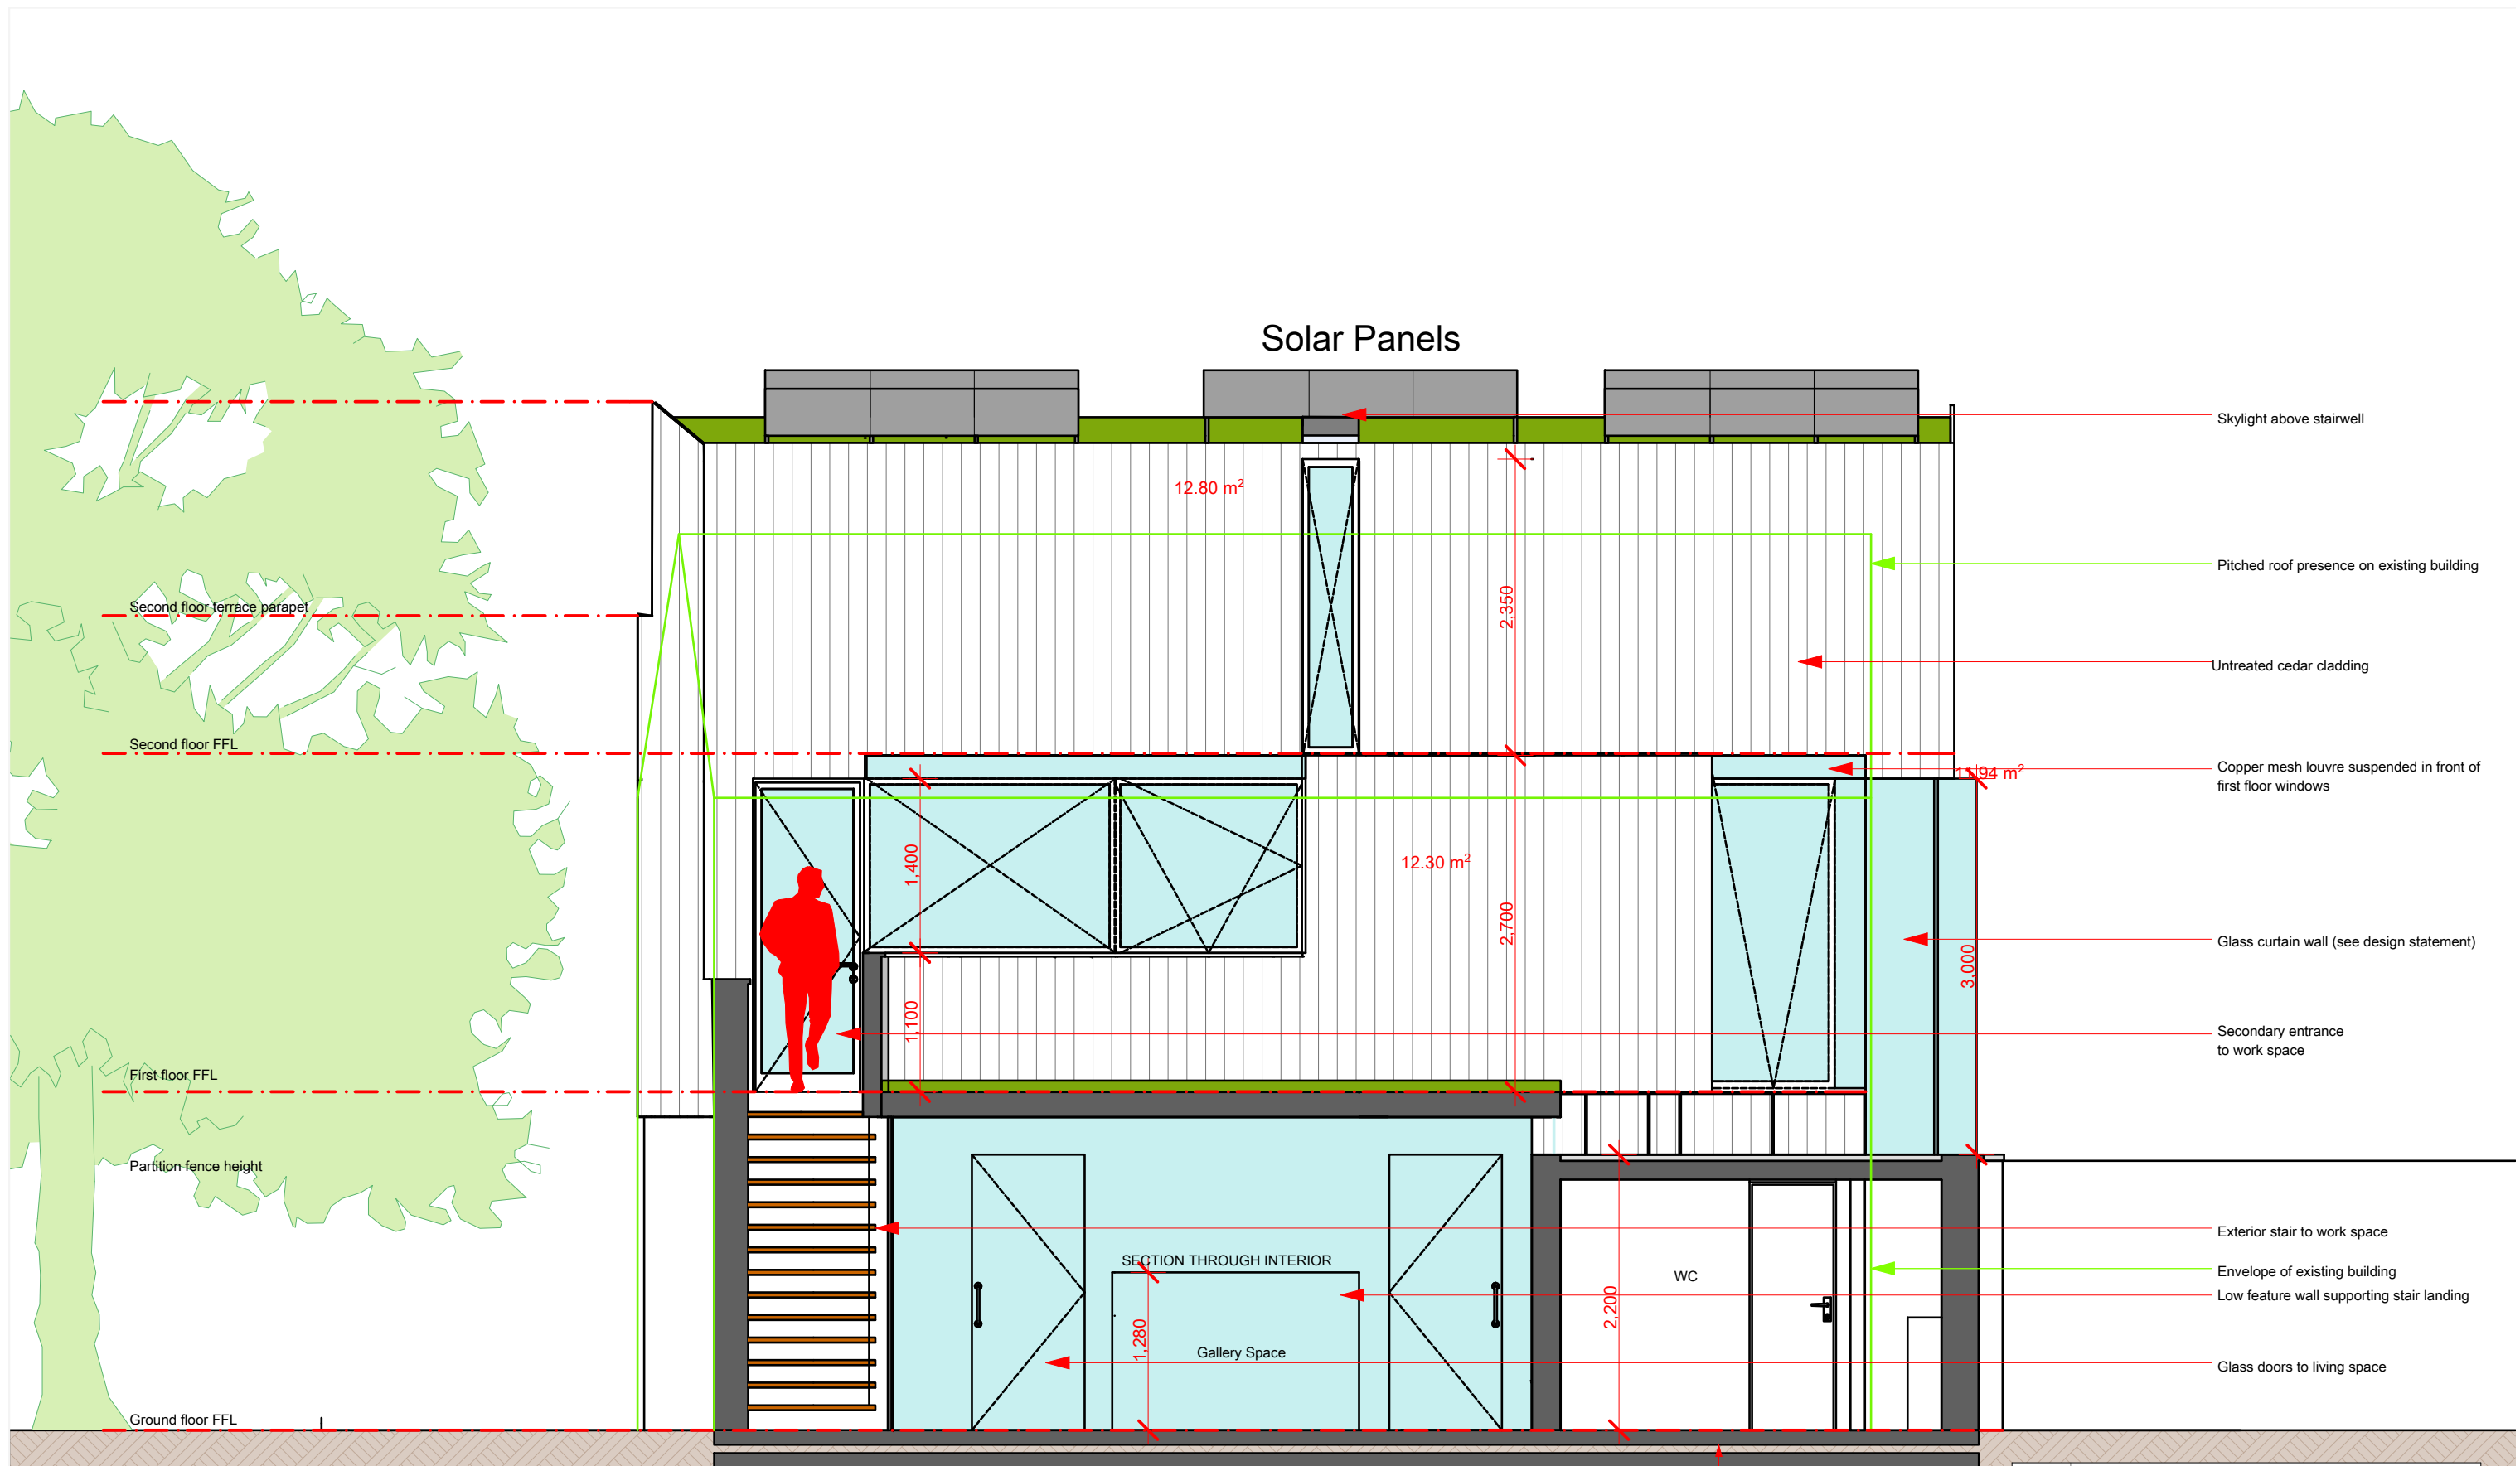 Solar Panels
Skylight above stairwell
12.80 m²
Pitched roof presence on existing building
2,350
Second floor terrace parapet
Untreated cedar cladding
Second floor FFL
Copper mesh louvre suspended in front of
first floor windows
11.94 m²
1,400
12.30 m²
2,700
Glass curtain wall (see design statement)
3,000
1,100
Secondary entrance
to work space
First floor FFL
Partition fence height
Exterior stair to work space
SECTION THROUGH INTERIOR
WC
Envelope of existing building
Low feature wall supporting stair landing
2,200
1,280
Gallery Space
Glass doors to living space
Ground floor FFL